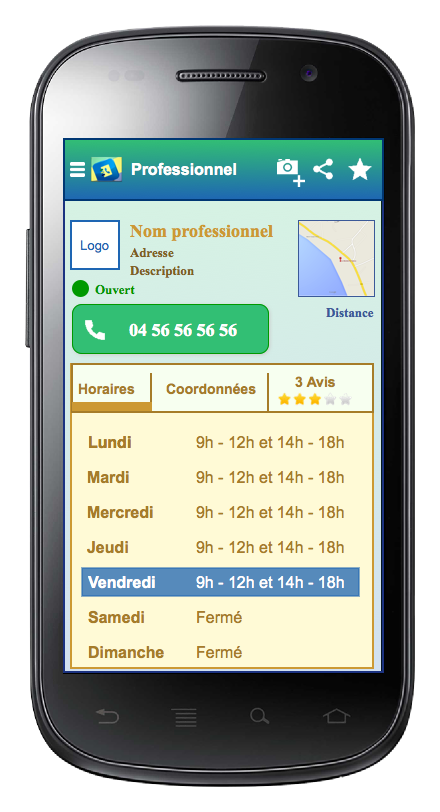 Professionnel
Logo
Nom professionnel
Adresse
Description
Ouvert
Distance
04 56 56 56 56
Horaires
Coordonnées
3 Avis
Lundi 9h - 12h et 14h - 18h
Mardi 9h - 12h et 14h - 18h
Mercredi 9h - 12h et 14h - 18h
Jeudi 9h - 12h et 14h - 18h
Vendredi 9h - 12h et 14h - 18h
Samedi Fermé
Dimanche Fermé